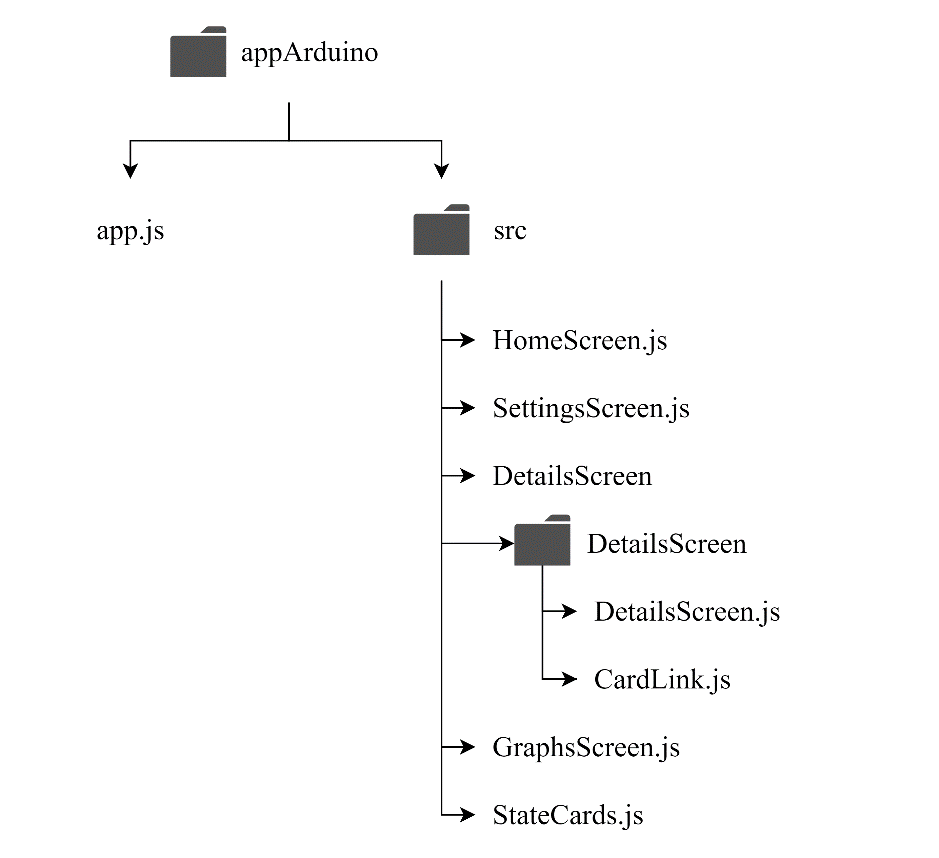 appArduino
app.js
src
HomeScreen.js
SettingsScreen.js
DetailsScreen
DetailsScreen
DetailsScreen.js
CardLink.js
GraphsScreen.js
StateCards.js